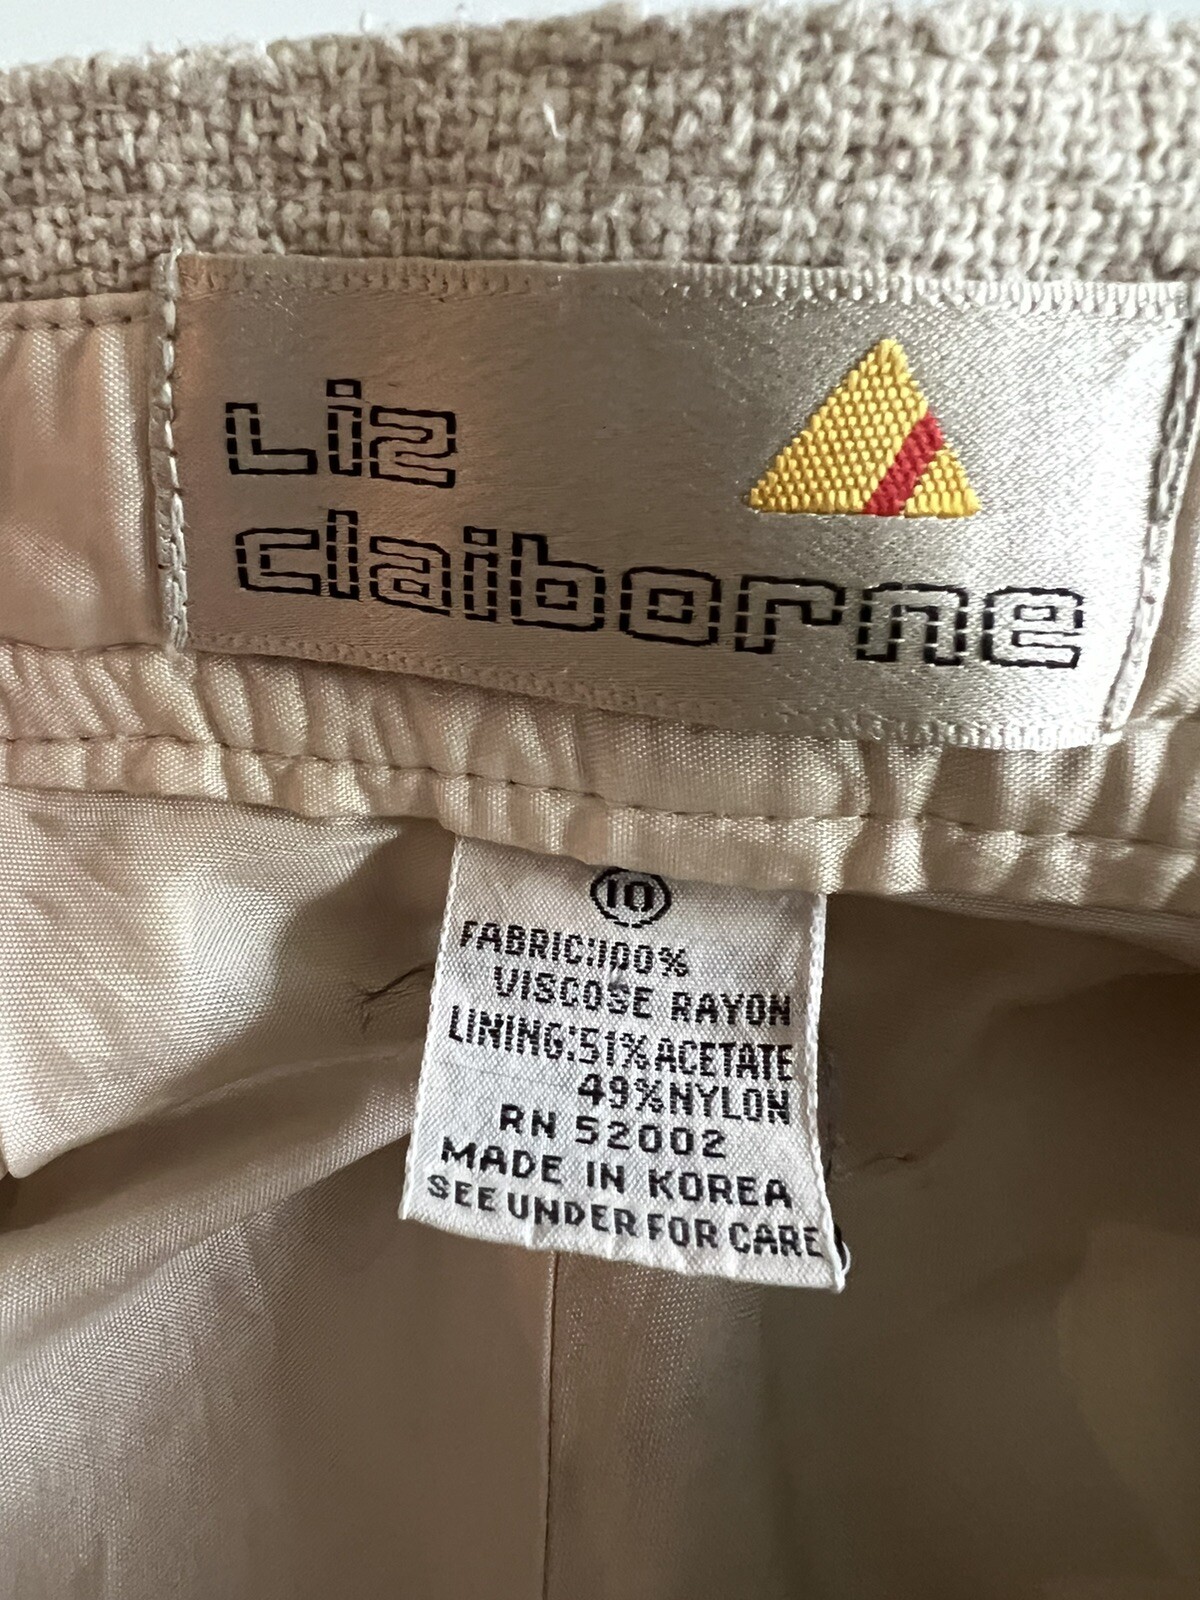 Liz
claiborne
10
FABRIC:100%
VISCOSE RAYON
LINING:51% ACETATE
49% NYLON
RN 52002
MADE IN KOREA
SEE UNDER FOR CARE